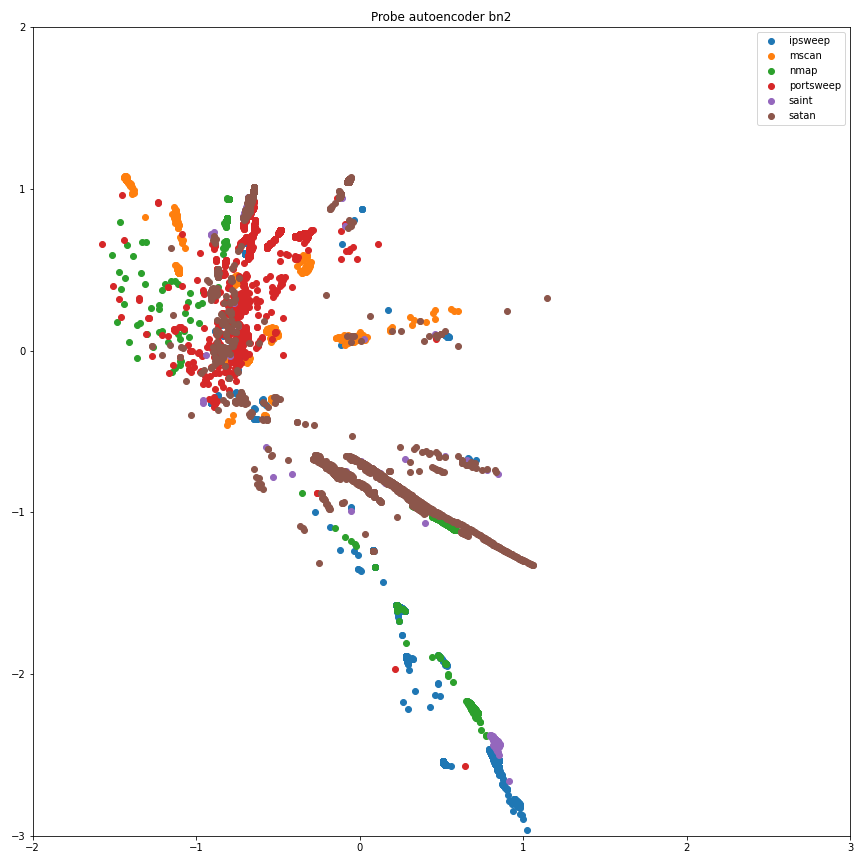 Probe autoencoder bn2
ipsweep
mscan
nmap
portsweep
saint
satan
2
1
0
−1
−2
−3
−2
−1
0
1
2
3